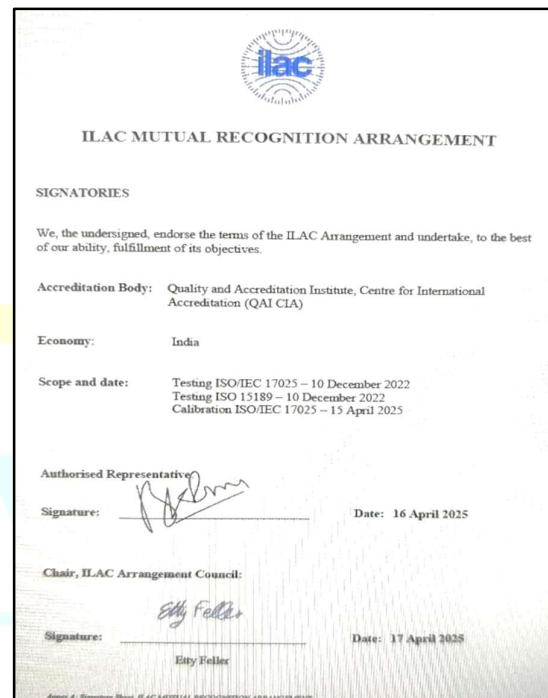 ilac
ILAC MUTUAL RECOGNITION ARRANGEMENT
SIGNATORIES
We, the undersigned, endorse the terms of the ILAC Arrangement and undertake, to the best
of our ability, fulfillment of its objectives.
Accreditation Body: Quality and Accreditation Institute, Centre for International
Accreditation (QAI CIA)
Economy: India
Scope and date: Testing ISO/IEC 17025 – 10 December 2022
Testing ISO 15189 – 10 December 2022
Calibration ISO/IEC 17025 – 15 April 2025
Authorised Representative
Signature: Date: 16 April 2025
Chair, ILAC Arrangement Council:
Etty Feller
Signature: Date: 17 April 2025
Etty Feller